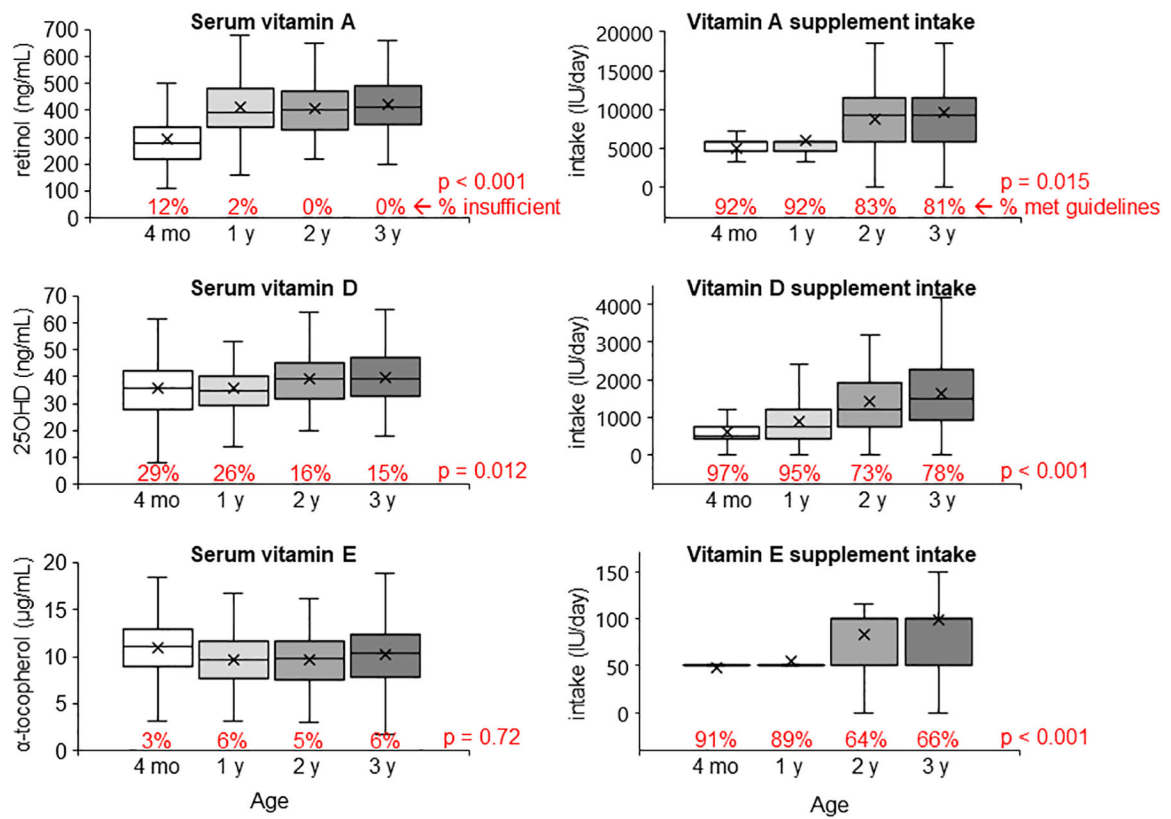 Serum vitamin A
retinol (ng/mL)
700
600
500
400
300
200
100
0
p < 0.001
12% 2% 0% 0% ← % insufficient
4 mo 1 y 2 y 3 y
Vitamin A supplement intake
intake (IU/day)
20000
15000
10000
5000
0
p = 0.015
92% 92% 83% 81% ← % met guidelines
4 mo 1 y 2 y 3 y
Serum vitamin D
25OHD (ng/mL)
70
60
50
40
30
20
10
0
29% 26% 16% 15% p = 0.012
4 mo 1 y 2 y 3 y
Vitamin D supplement intake
intake (IU/day)
4000
3000
2000
1000
0
97% 95% 73% 78% p < 0.001
4 mo 1 y 2 y 3 y
Serum vitamin E
α-tocopherol (µg/mL)
20
15
10
5
0
3% 6% 5% 6% p = 0.72
4 mo 1 y 2 y 3 y
Age
Vitamin E supplement intake
intake (IU/day)
150
100
50
0
91% 89% 64% 66% p < 0.001
4 mo 1 y 2 y 3 y
Age